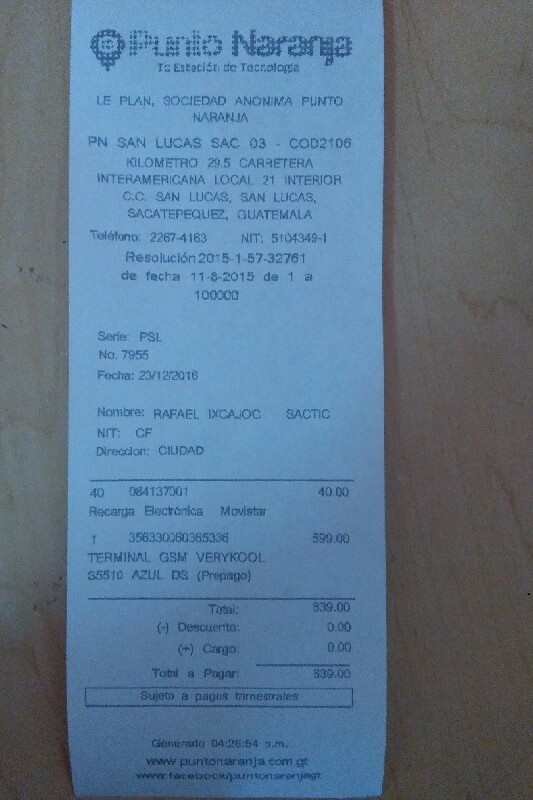 Punto Naranja
Tu Estación de Tecnología
LE PLAN, SOCIEDAD ANONIMA PUNTO
NARANJA
PN SAN LUCAS SAC 03 - COD2106
KILOMETRO 29.5 CARRETERA
INTERAMERICANA LOCAL 21 INTERIOR
C.C. SAN LUCAS, SAN LUCAS,
SACATEPEQUEZ, GUATEMALA
Teléfono: 2267-4163 NIT: 5104349-1
Resolución 2015-1-57-32761
de fecha 11-8-2015 de 1 a
100000
Serie: PSL
No. 7955
Fecha: 23/12/2016
Nombre: RAFAEL IXCAJOC SACTIC
NIT: CF
Direccion: CIUDAD
40 084137001 40.00
Recarga Electrónica Movistar
1 356330060365336 599.00
TERMINAL GSM VERYKOOL
S5510 AZUL DS (Prepago)
Total: 639.00
(-) Descuento: 0.00
(+) Cargo: 0.00
Total a Pagar: 639.00
Sujeto a pagos trimestrales
Generado 04:26:54 p.m.
www.puntonaranja.com.gt
www.facebook/puntonaranjagt